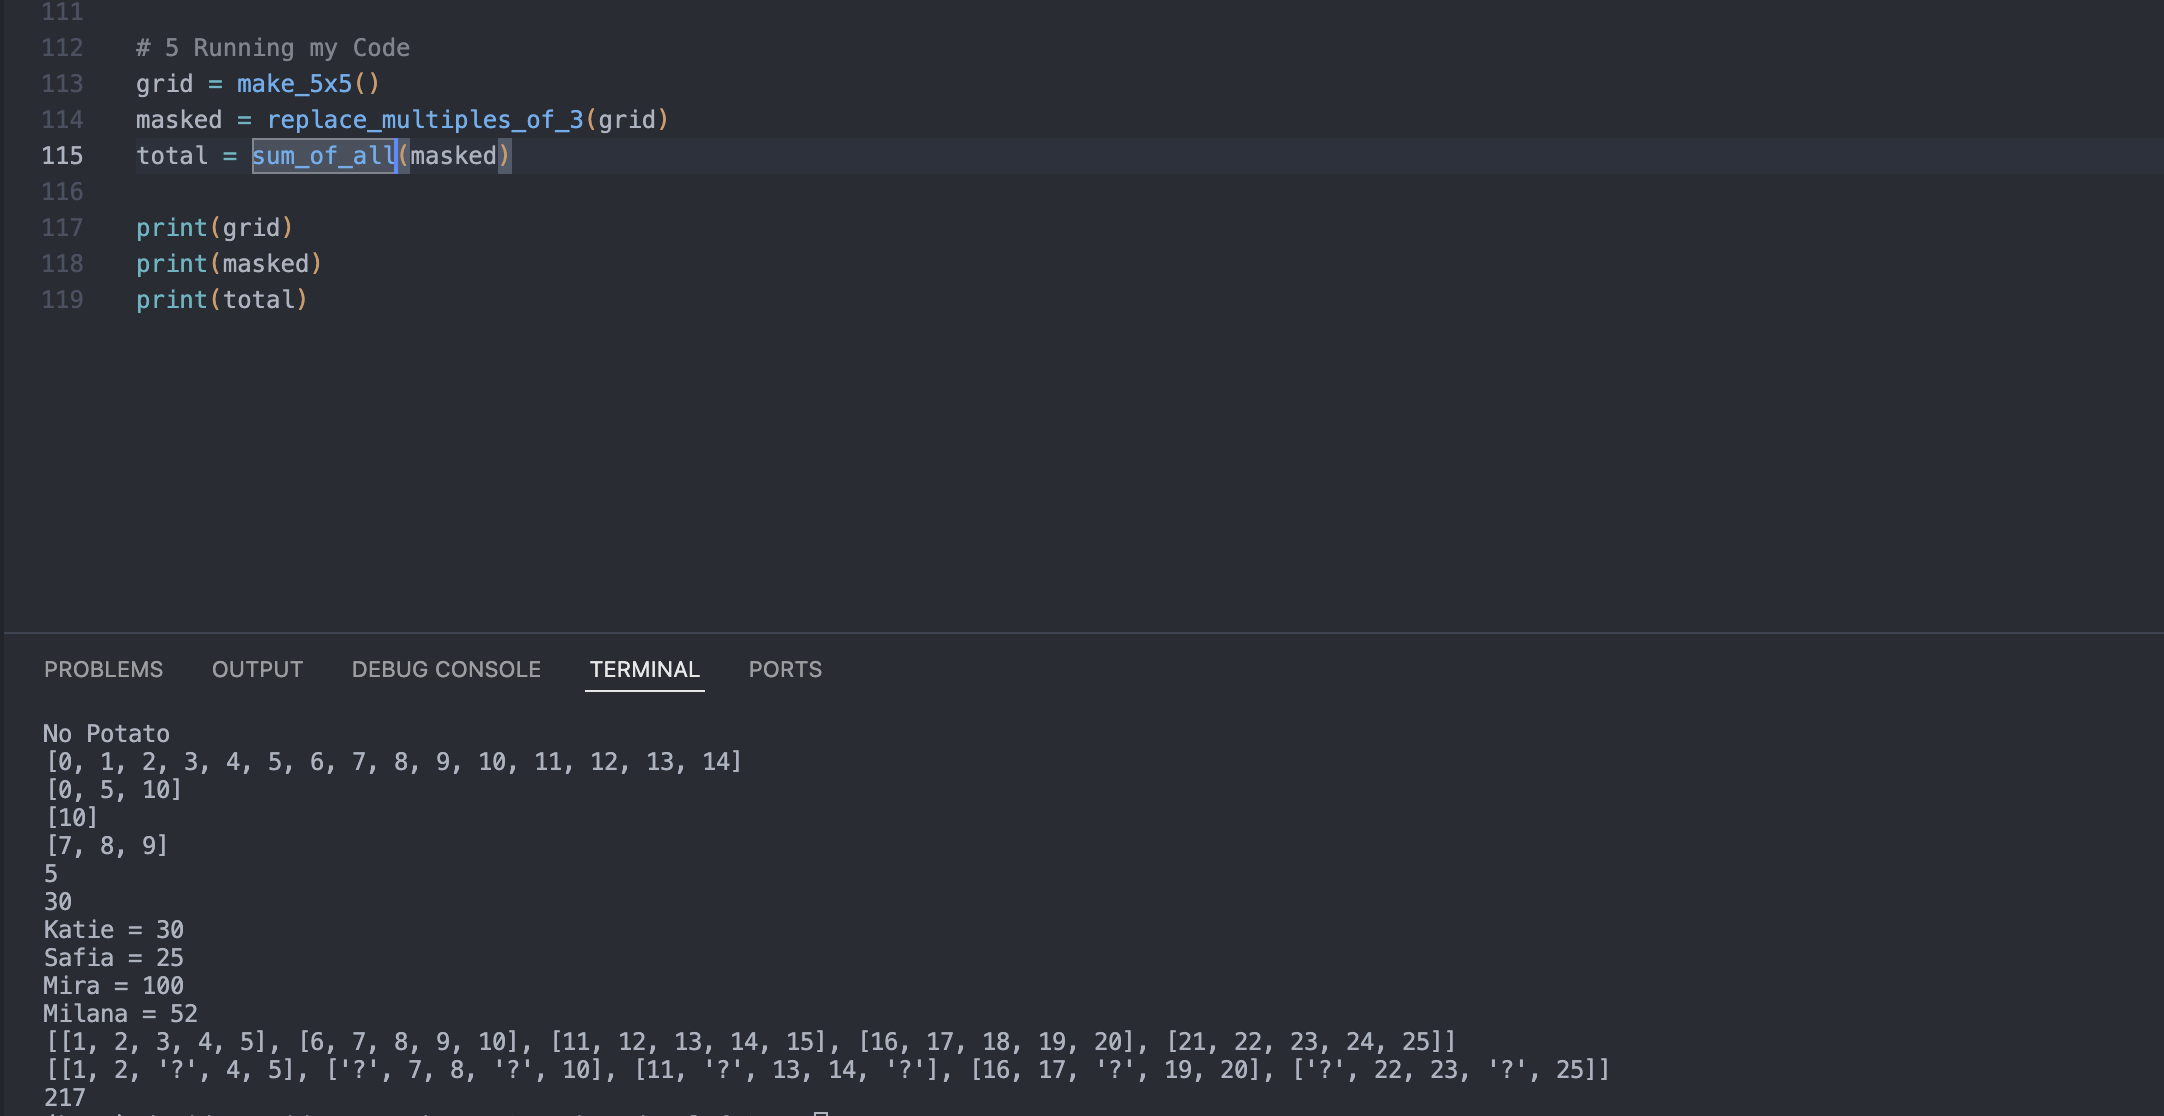 111
112 # 5 Running my Code
113 grid = make_5x5()
114 masked = replace_multiples_of_3(grid)
115 total = sum_of_all(masked)
116
117 print(grid)
118 print(masked)
119 print(total)
PROBLEMS OUTPUT DEBUG CONSOLE TERMINAL PORTS
No Potato
[0, 1, 2, 3, 4, 5, 6, 7, 8, 9, 10, 11, 12, 13, 14]
[0, 5, 10]
[10]
[7, 8, 9]
5
30
Katie = 30
Safia = 25
Mira = 100
Milana = 52
[[1, 2, 3, 4, 5], [6, 7, 8, 9, 10], [11, 12, 13, 14, 15], [16, 17, 18, 19, 20], [21, 22, 23, 24, 25]]
[[1, 2, '?', 4, 5], ['?', 7, 8, '?', 10], [11, '?', 13, 14, '?'], [16, 17, '?', 19, 20], ['?', 22, 23, '?', 25]]
217